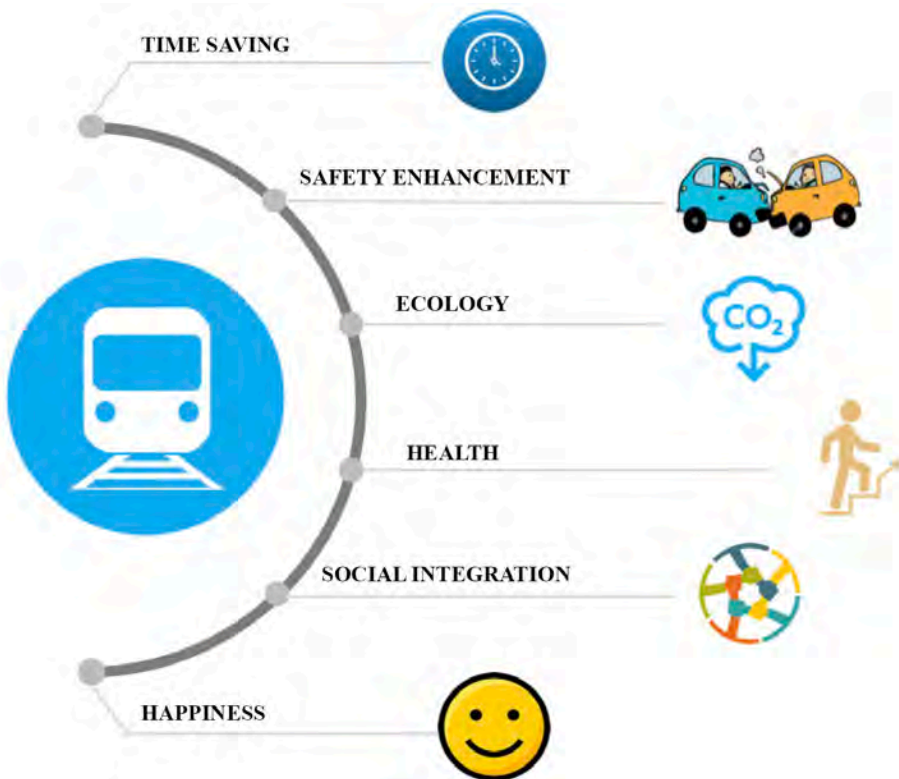 TIME SAVING
SAFETY ENHANCEMENT
ECOLOGY
CO₂
HEALTH
SOCIAL INTEGRATION
HAPPINESS